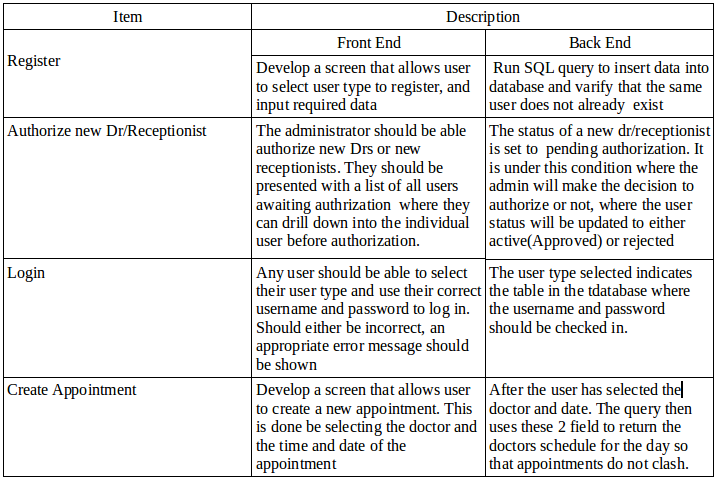 Item
Description
Register
Front End
Back End
Develop a screen that allows user
to select user type to register, and
input required data
Run SQL query to insert data into
database and varify that the same
user does not already exist
Authorize new Dr/Receptionist
The administrator should be able
authorize new Drs or new
receptionists. They should be
presented with a list of all users
awaiting authrization where they
can drill down into the individual
user before authorization.
The status of a new dr/receptionist
is set to pending authorization. It
is under this condition where the
admin will make the decision to
authorize or not, where the user
status will be updated to either
active(Approved) or rejected
Login
Any user should be able to select
their user type and use their correct
username and password to log in.
Should either be incorrect, an
appropriate error message should
be shown
The user type selected indicates
the table in the tdatabase where
the username and password
should be checked in.
Create Appointment
Develop a screen that allows user
to create a new appointment. This
is done be selecting the doctor and
the time and date of the
appointment
After the user has selected the
doctor and date. The query then
uses these 2 field to return the
doctors schedule for the day so
that appointments do not clash.